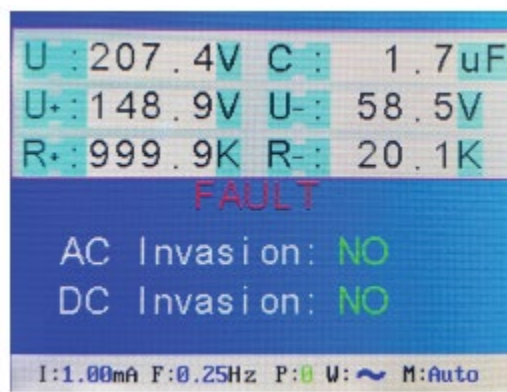 U : 207.4V C : 1.7uF
U+: 148.9V U-: 58.5V
R+: 999.9K R-: 20.1K
FAULT
AC Invasion: NO
DC Invasion: NO
I:1.00mA F:0.25Hz P:0 W:~ M:Auto